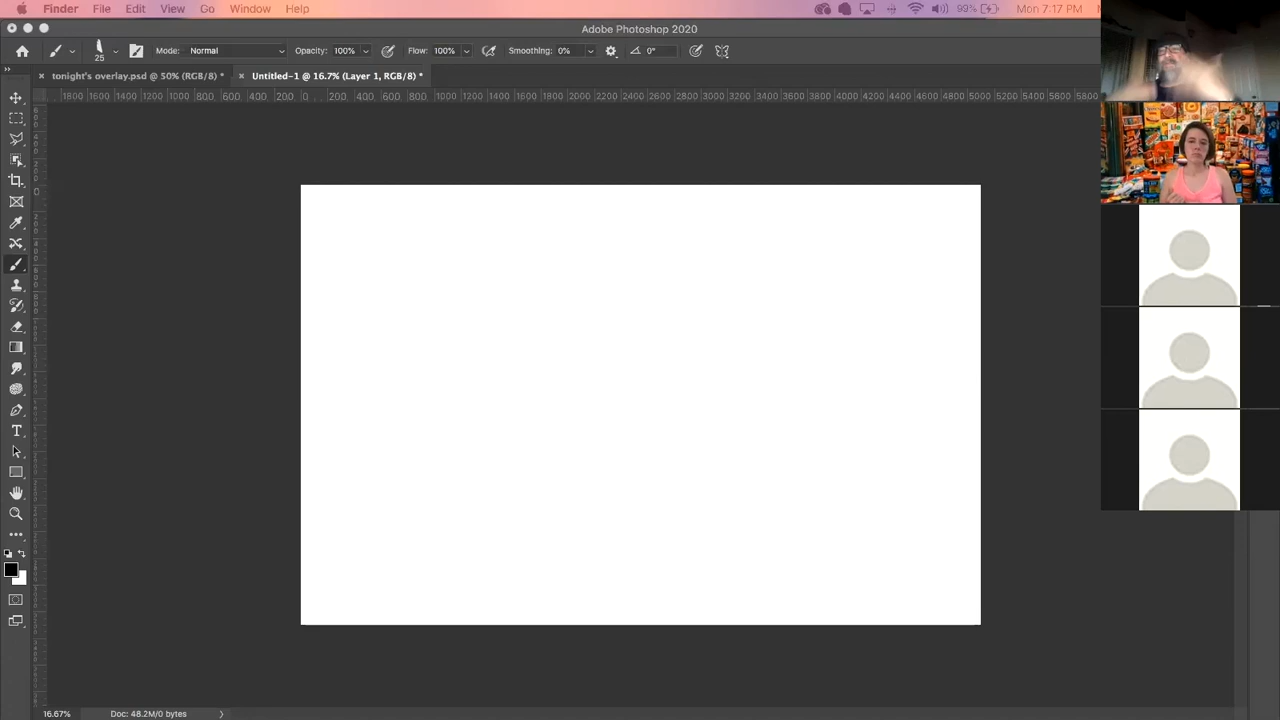 Finder File Edit View Go Window Help 99% Mon 7:17 PM
Adobe Photoshop 2020
25 Mode: Normal Opacity: 100% Flow: 100% Smoothing: 0% 0°
tonight's overlay.psd @ 50% (RGB/8) * Untitled-1 @ 16.7% (Layer 1, RGB/8) *
1800 1600 1400 1200 1000 800 600 400 200 0 200 400 600 800 1000 1200 1400 1600 1800 2000 2200 2400 2600 2800 3000 3200 3400 3600 3800 4000 4200 4400 4600 4800 5000 5200 5400 5600 5800
Life
16.67% Doc: 48.2M/0 bytes